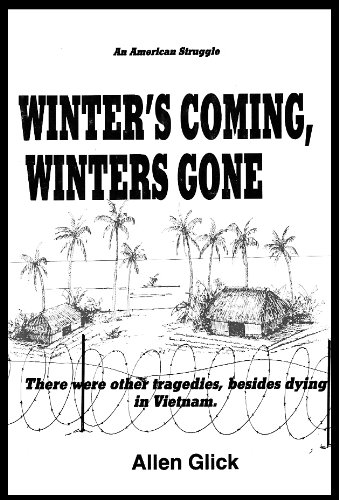 An American Struggle
WINTER'S COMING,
WINTERS GONE
There were other tragedies, besides dying
in Vietnam.
Allen Glick